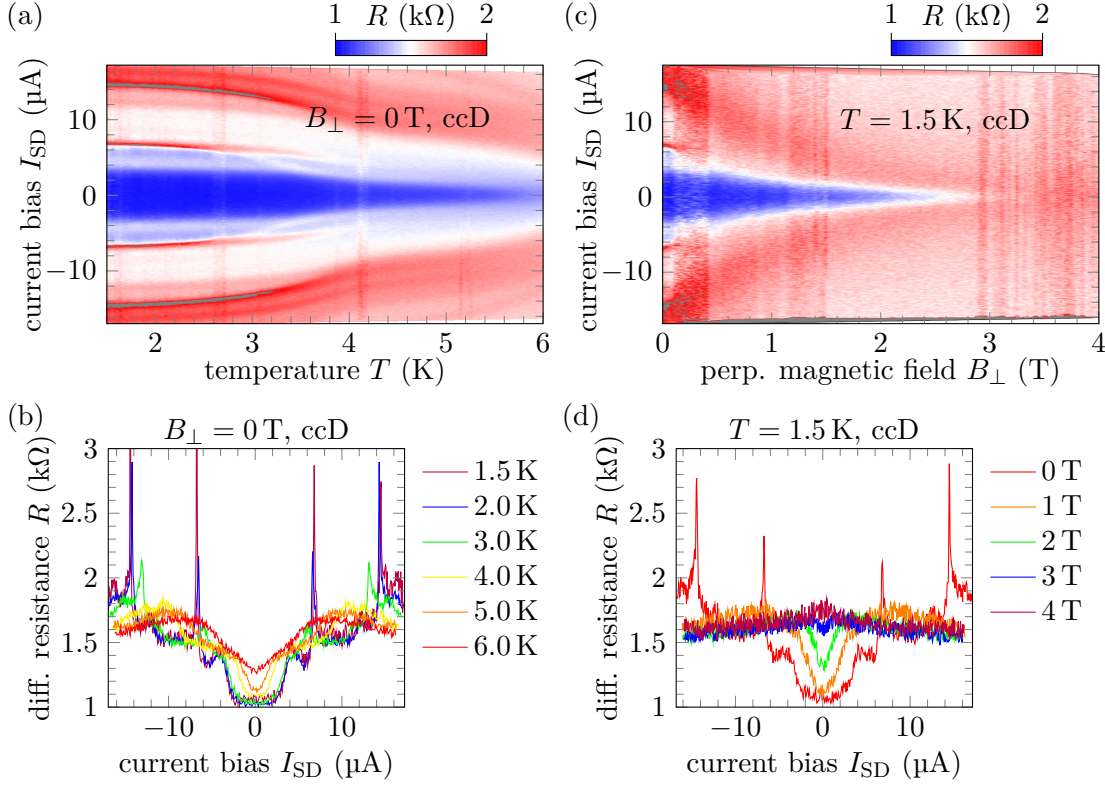 (a)
R (kΩ)
1 2
B⊥ = 0 T, ccD
current bias I_SD (µA)
10
0
−10
2 3 4 5 6
temperature T (K)
(c)
R (kΩ)
1 2
T = 1.5 K, ccD
current bias I_SD (µA)
10
0
−10
0 1 2 3 4
perp. magnetic field B⊥ (T)
(b)
B⊥ = 0 T, ccD
diff. resistance R (kΩ)
3
2.5
2
1.5
1
−10 0 10
current bias I_SD (µA)
1.5 K
2.0 K
3.0 K
4.0 K
5.0 K
6.0 K
(d)
T = 1.5 K, ccD
diff. resistance R (kΩ)
3
2.5
2
1.5
1
−10 0 10
current bias I_SD (µA)
0 T
1 T
2 T
3 T
4 T